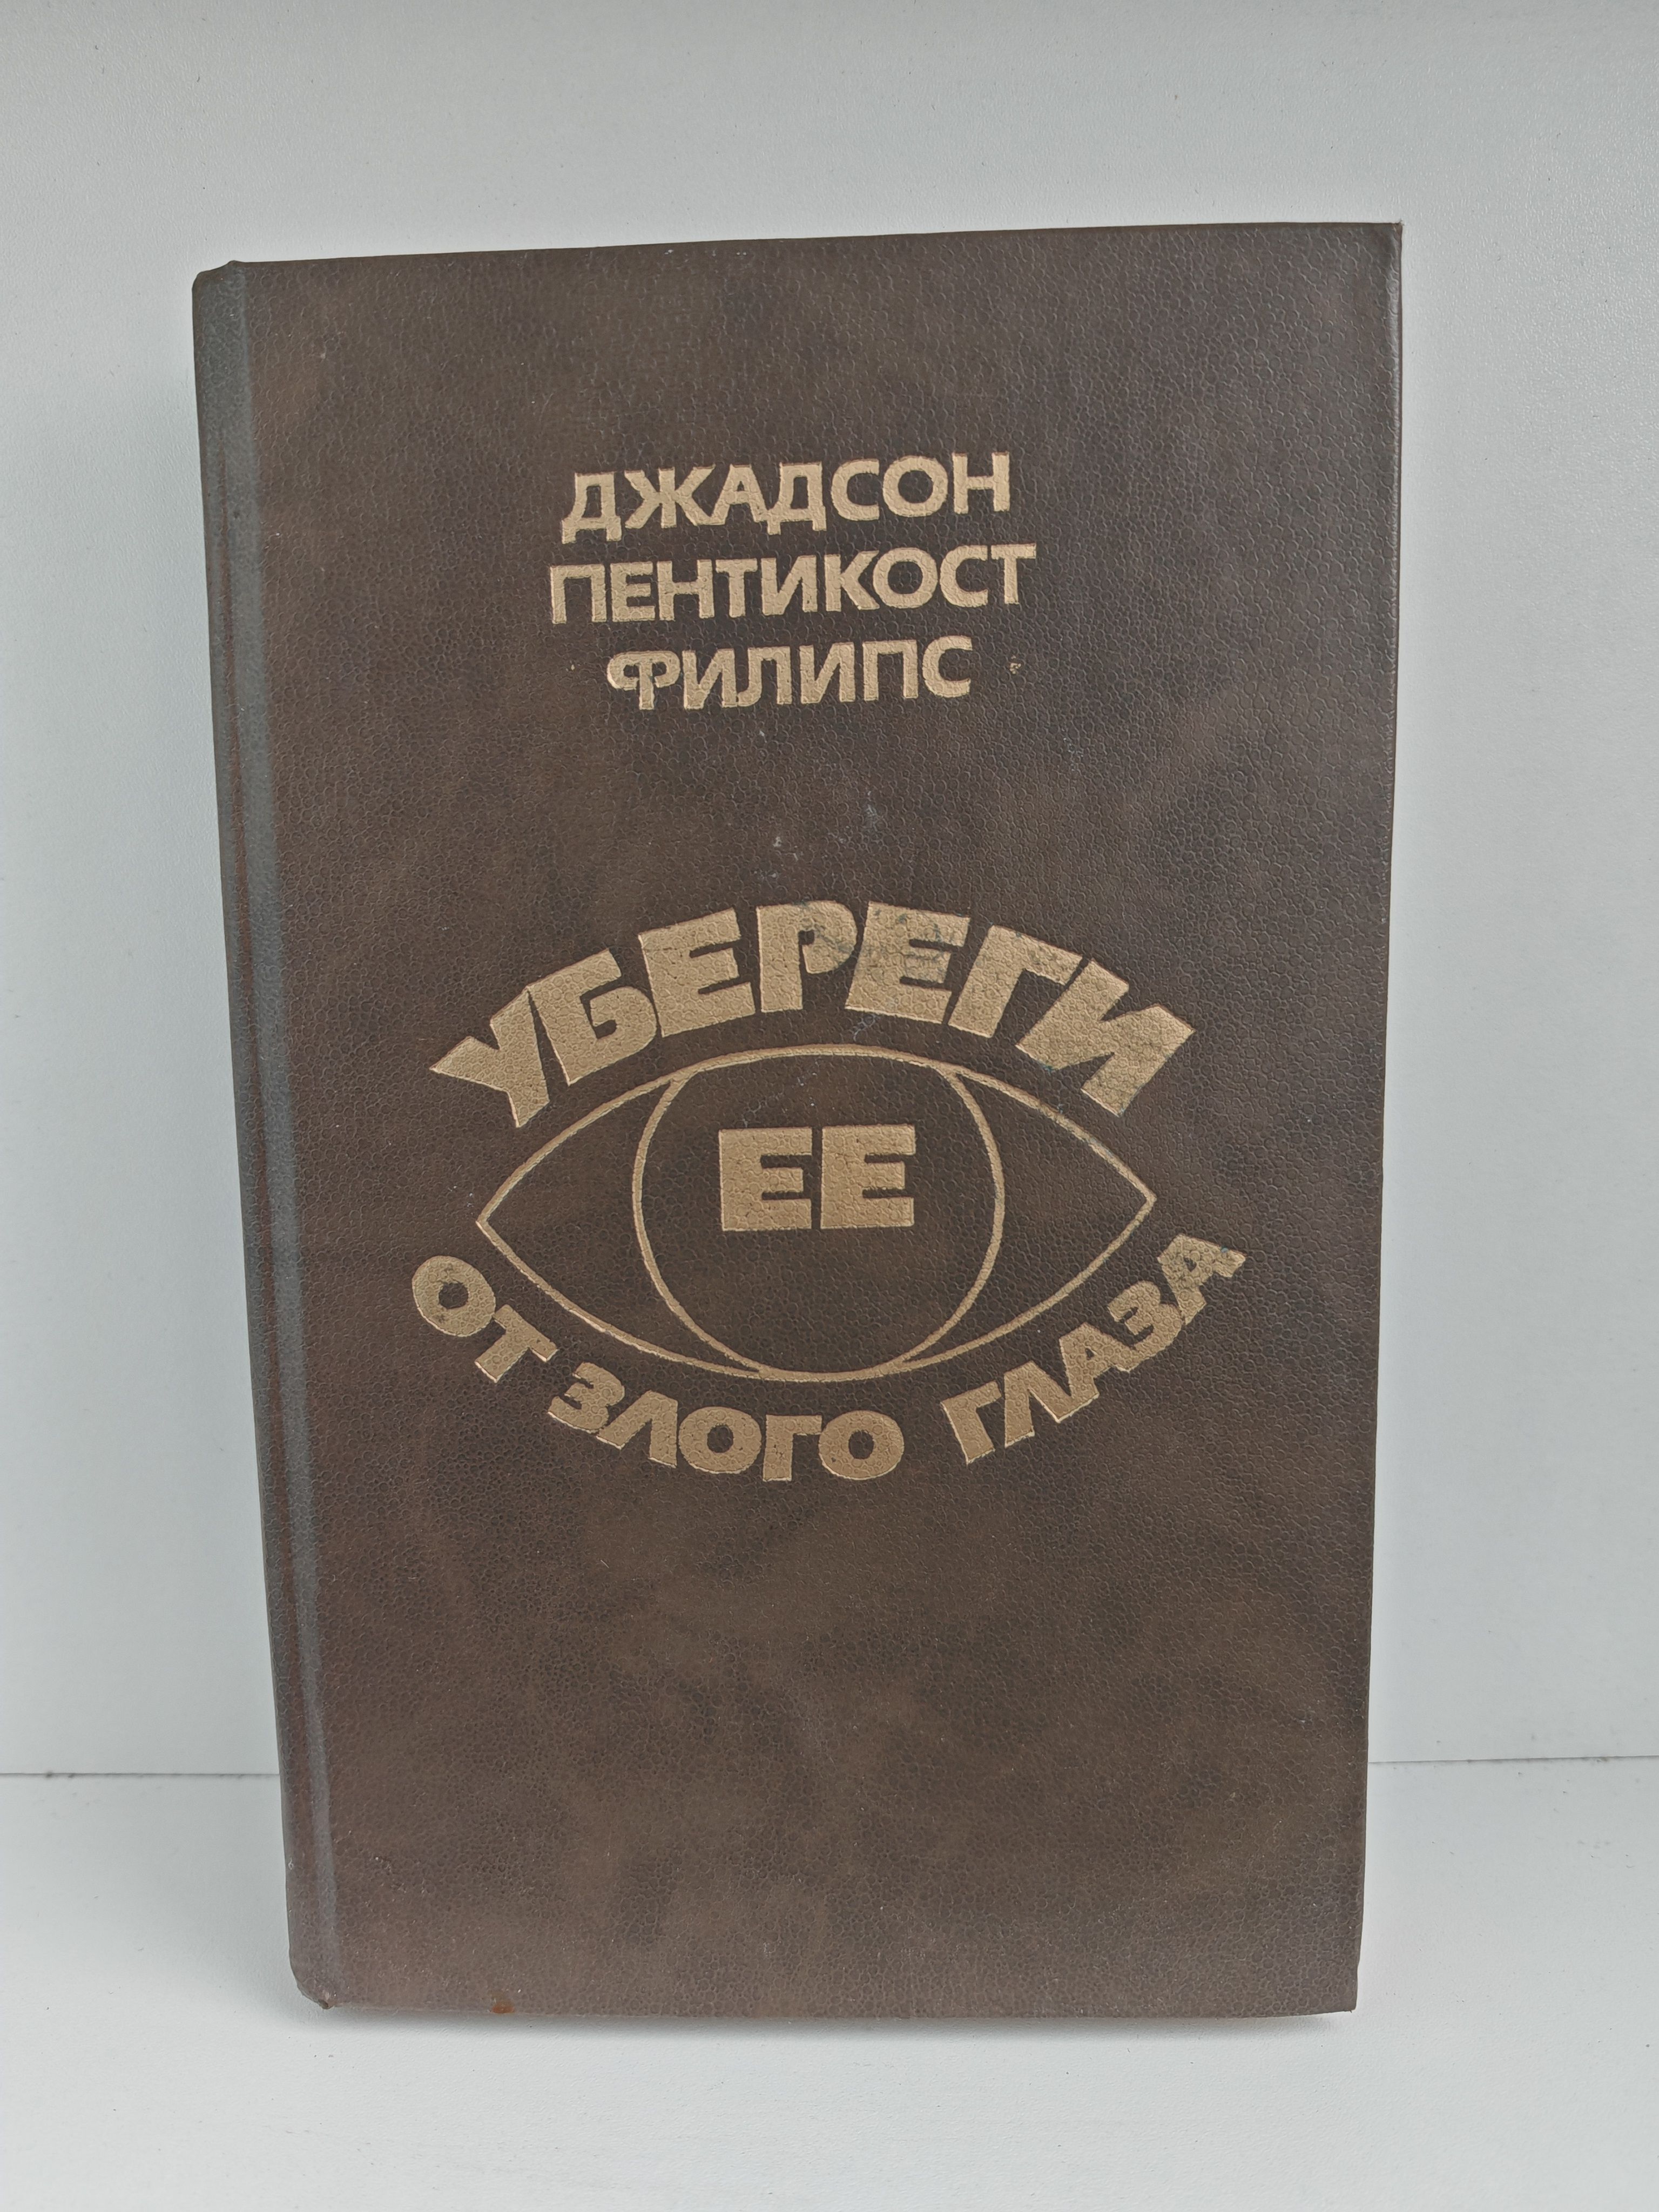 ДЖАДСОН
ПЕНТИКОСТ
ФИЛИПС
УБЕРЕГИ
ЕЕ
ОТ ЗЛОГО ГЛАЗА